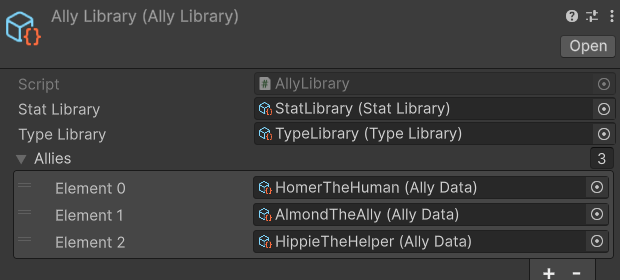 Ally Library (Ally Library)
Open
Script AllyLibrary
Stat Library StatLibrary (Stat Library)
Type Library TypeLibrary (Type Library)
Allies 3
Element 0 HomerTheHuman (Ally Data)
Element 1 AlmondTheAlly (Ally Data)
Element 2 HippieTheHelper (Ally Data)